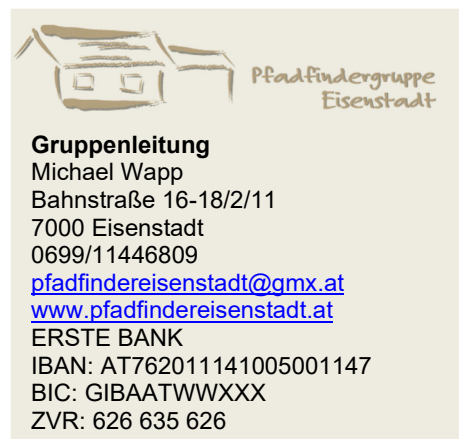 Pfadfindergruppe
Eisenstadt
Gruppenleitung
Michael Wapp
Bahnstraße 16-18/2/11
7000 Eisenstadt
0699/11446809
pfadfindereisenstadt@gmx.at
www.pfadfindereisenstadt.at
ERSTE BANK
IBAN: AT762011141005001147
BIC: GIBAATWWXXX
ZVR: 626 635 626